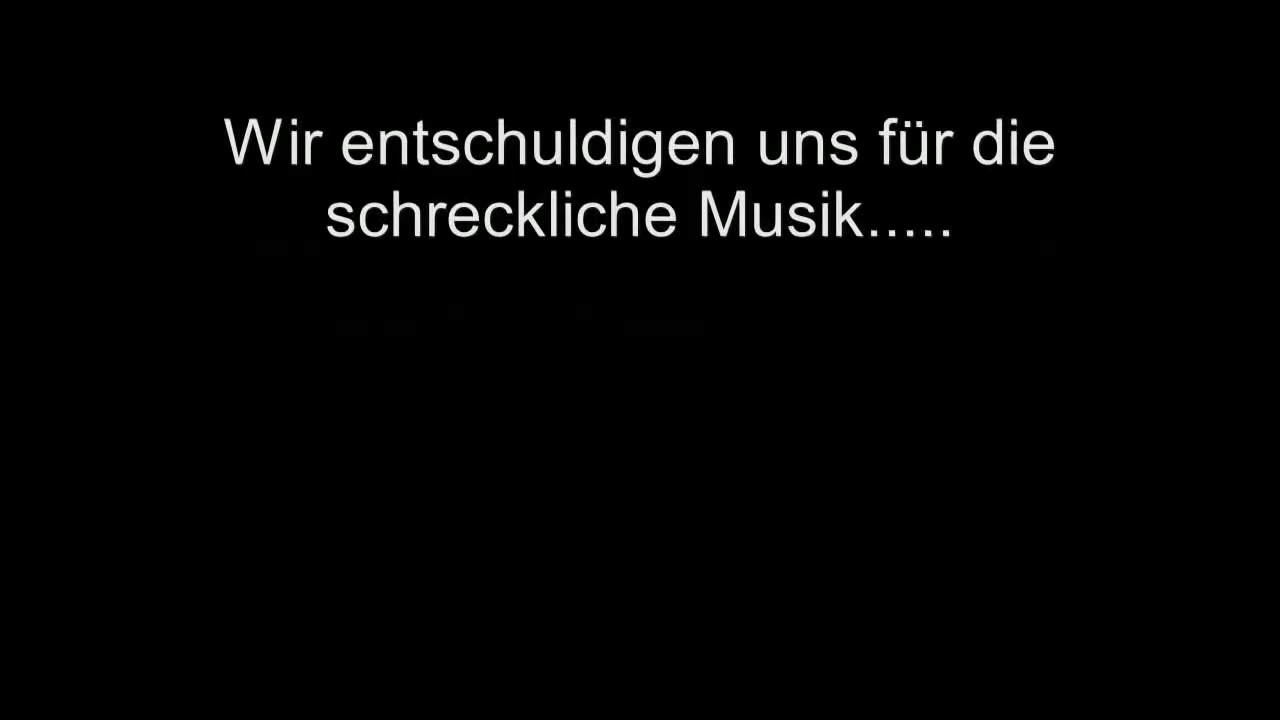 Wir entschuldigen uns für die
schreckliche Musik.....